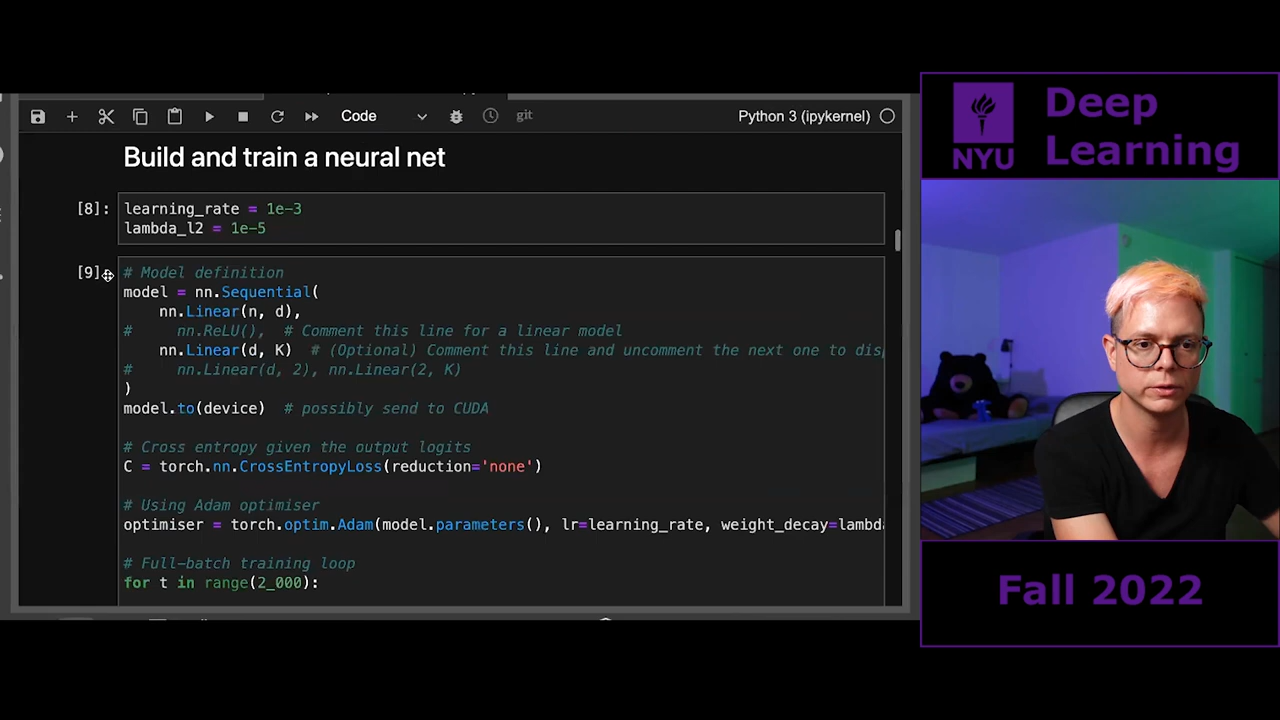 Code
git
Python 3 (ipykernel)
Build and train a neural net
[8]:
learning_rate = 1e-3
lambda_l2 = 1e-5
[9]
# Model definition
model = nn.Sequential(
    nn.Linear(n, d),
#     nn.ReLU(),  # Comment this line for a linear model
    nn.Linear(d, K)  # (Optional) Comment this line and uncomment the next one to dis
#     nn.Linear(d, 2), nn.Linear(2, K)
)
model.to(device)  # possibly send to CUDA
# Cross entropy given the output logits
C = torch.nn.CrossEntropyLoss(reduction='none')
# Using Adam optimiser
optimiser = torch.optim.Adam(model.parameters(), lr=learning_rate, weight_decay=lambd
# Full-batch training loop
for t in range(2_000):
NYU
Deep
Learning
Fall 2022